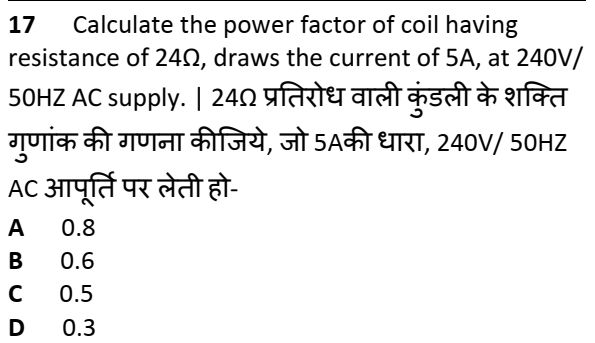 17 Calculate the power factor of coil having
resistance of 24Ω, draws the current of 5A, at 240V/
50HZ AC supply. | 24Ω प्रतिरोध वाली कुंडली के शक्ति
गुणांक की गणना कीजिये, जो 5Aकी धारा, 240V/ 50HZ
AC आपूर्ति पर लेती हो-
A 0.8
B 0.6
C 0.5
D 0.3